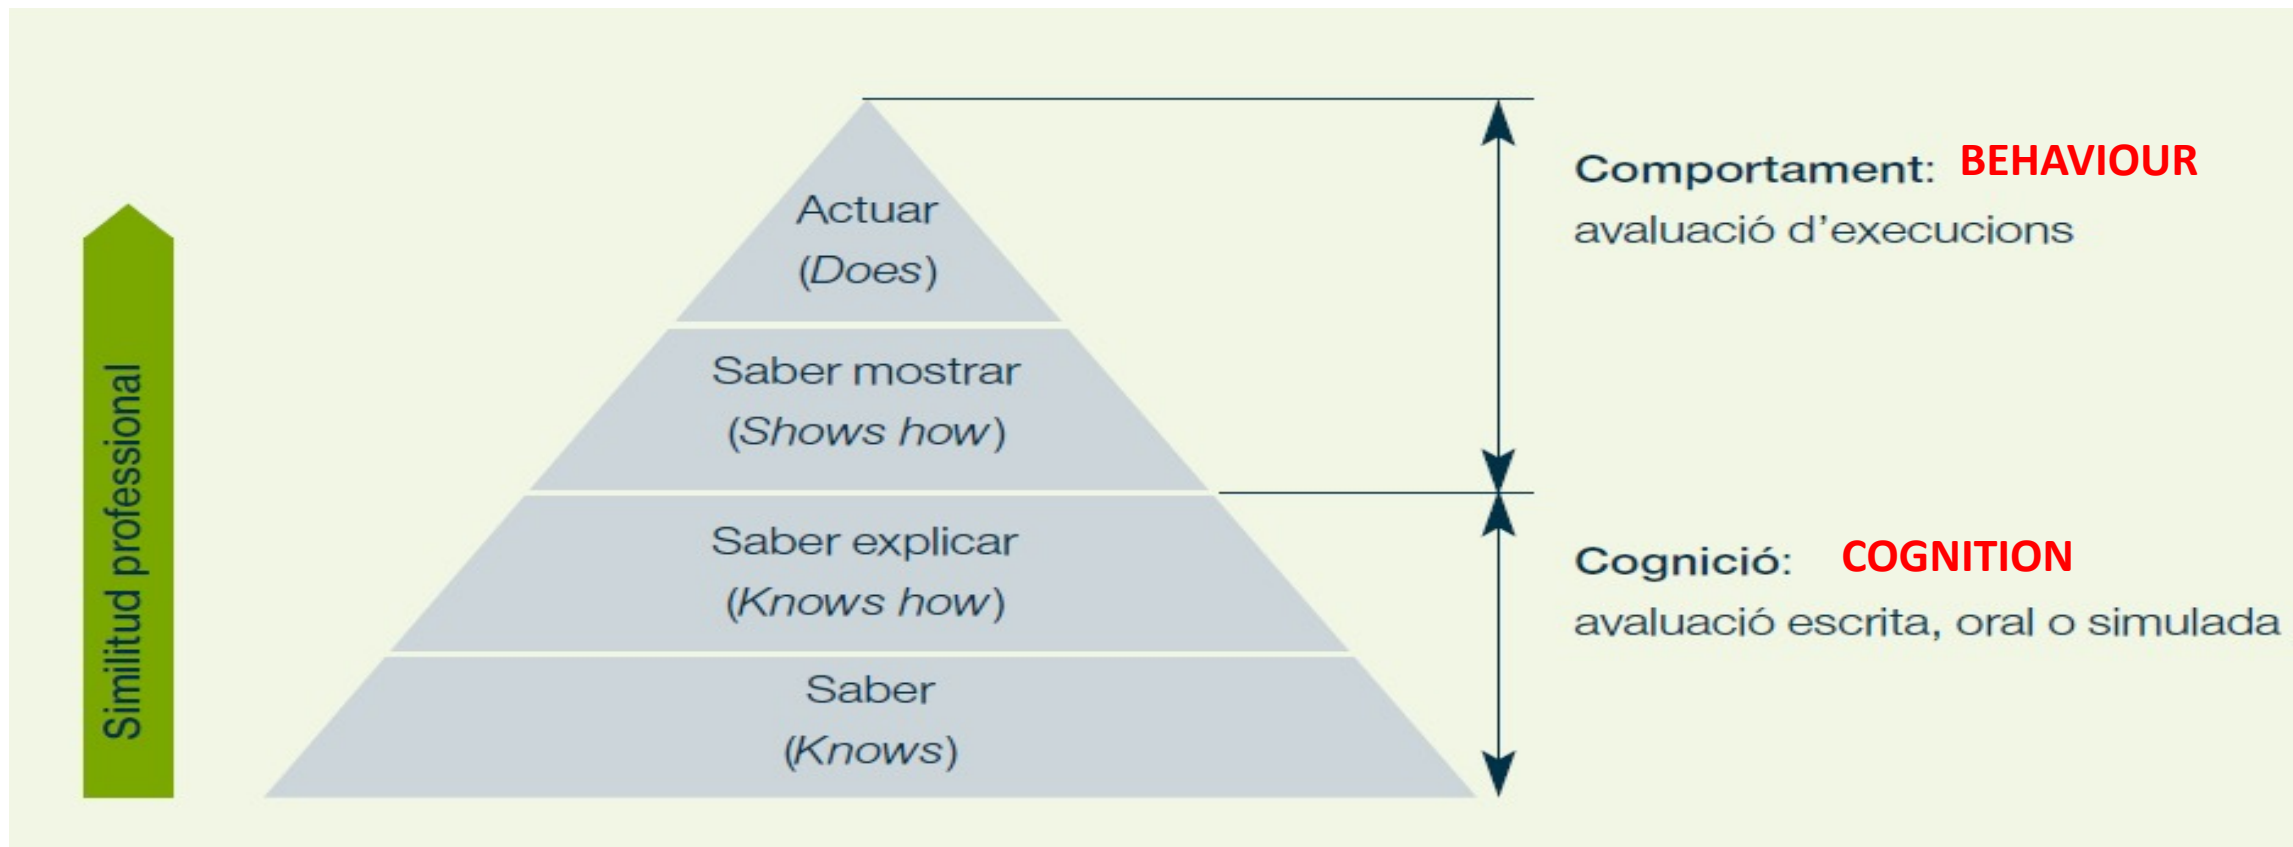 Similitud professional
Actuar
(Does)
Saber mostrar
(Shows how)
Saber explicar
(Knows how)
Saber
(Knows)
Comportament: BEHAVIOUR
avaluació d’execucions
Cognició: COGNITION
avaluació escrita, oral o simulada